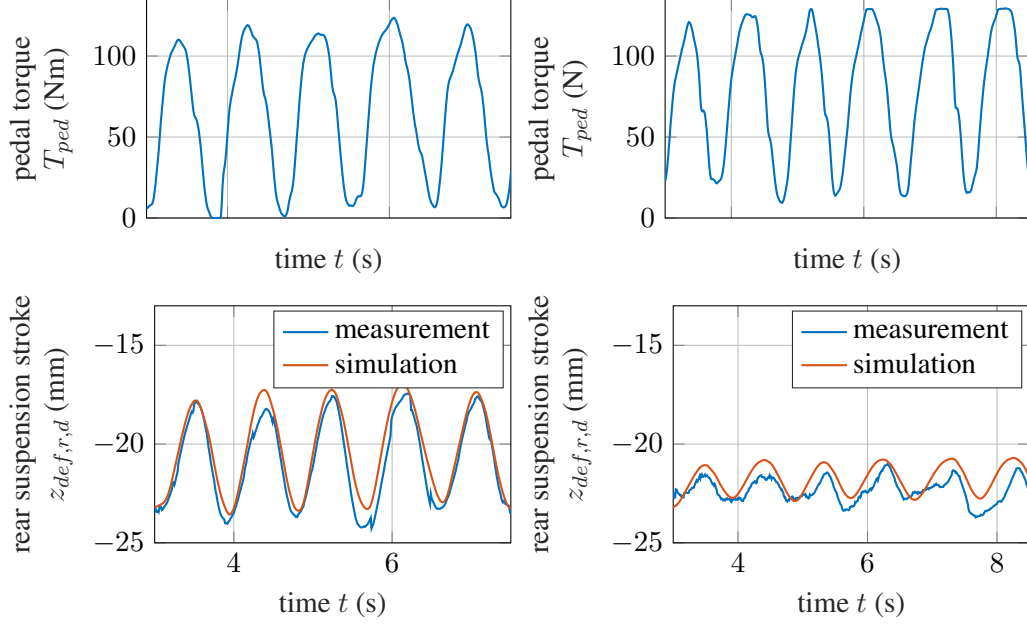 100
50
0
pedal torque
T_ped (Nm)
time t (s)
100
50
0
pedal torque
T_ped (N)
time t (s)
−15
−20
−25
4
6
rear suspension stroke
z_def,r,d (mm)
time t (s)
measurement
simulation
−15
−20
−25
4
6
8
rear suspension stroke
z_def,r,d (mm)
time t (s)
measurement
simulation